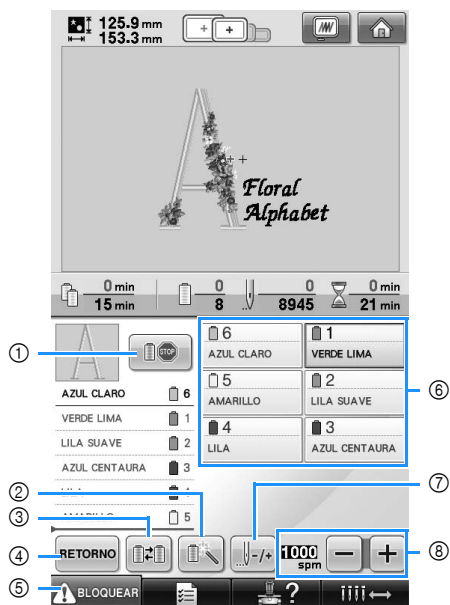 125.9 mm
153.3 mm
Floral
Alphabet
0 min
15 min
0
8
0
8945
0 min
21 min
①
STOP
6
AZUL CLARO
1
VERDE LIMA
5
AMARILLO
2
LILA SUAVE
4
LILA
3
AZUL CENTAURA
⑥
AZUL CLARO 6
VERDE LIMA 1
LILA SUAVE 2
AZUL CENTAURA 3
5
②
③
⑦
④
RETORNO
-/+
1000
spm
− +
⑧
⑤
BLOQUEAR
?